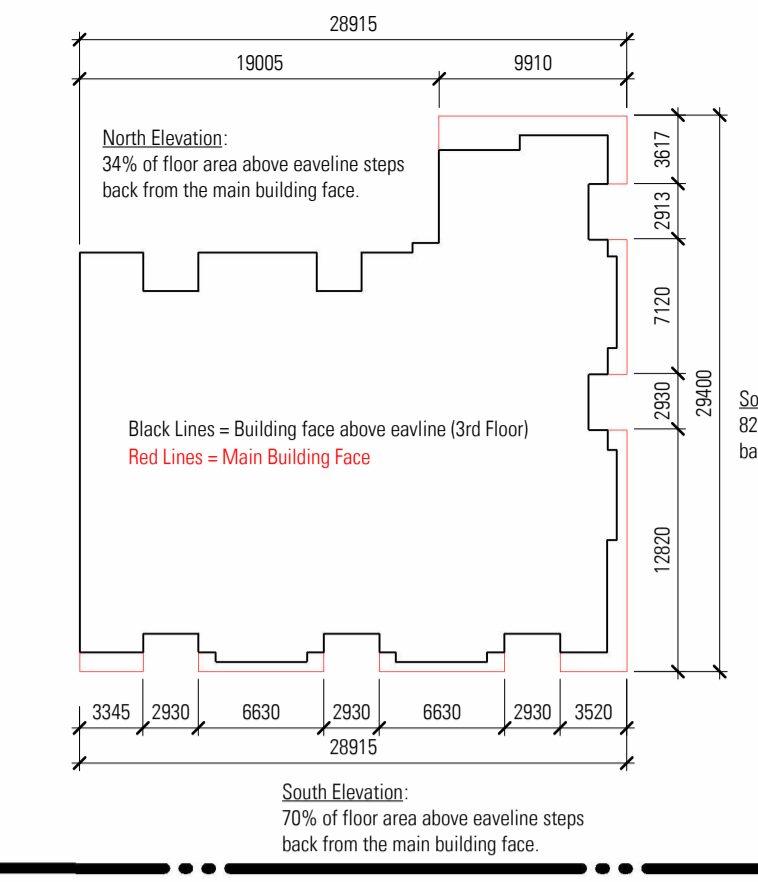 28915
19005 9910
North Elevation:
34% of floor area above eaveline steps
back from the main building face.
3617
2913
7120
2930
29400
12820
So
82
ba
Black Lines = Building face above eavline (3rd Floor)
Red Lines = Main Building Face
3345 2930 6630 2930 6630 2930 3520
28915
South Elevation:
70% of floor area above eaveline steps
back from the main building face.